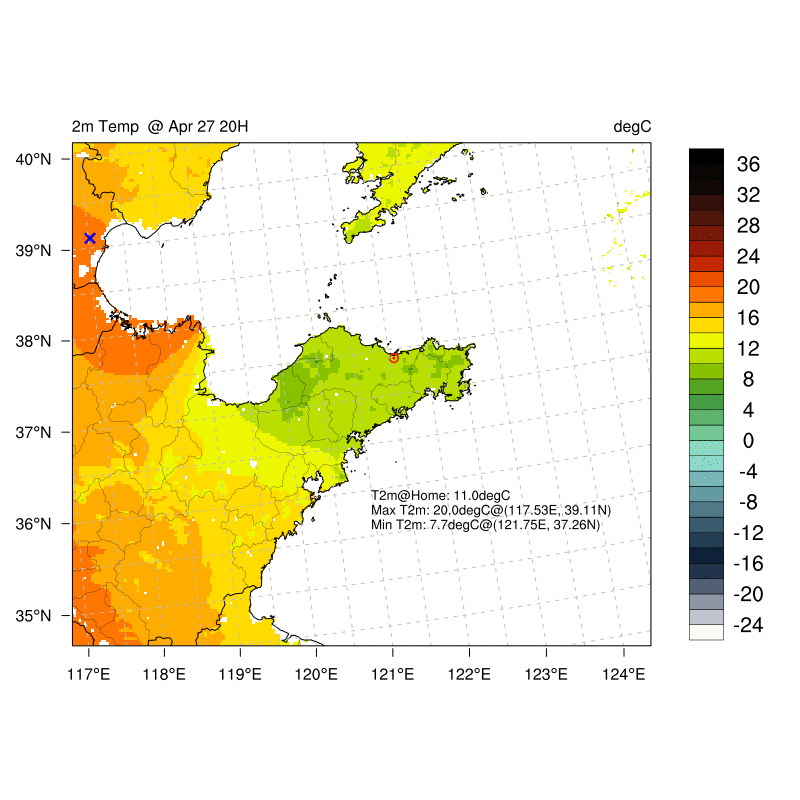 2m Temp  @ Apr 27 20H
degC
40°N
39°N
38°N
37°N
36°N
35°N
117°E
118°E
119°E
120°E
121°E
122°E
123°E
124°E
T2m@Home: 11.0degC
Max T2m: 20.0degC@(117.53E, 39.11N)
Min T2m: 7.7degC@(121.75E, 37.26N)
36
32
28
24
20
16
12
8
4
0
-4
-8
-12
-16
-20
-24